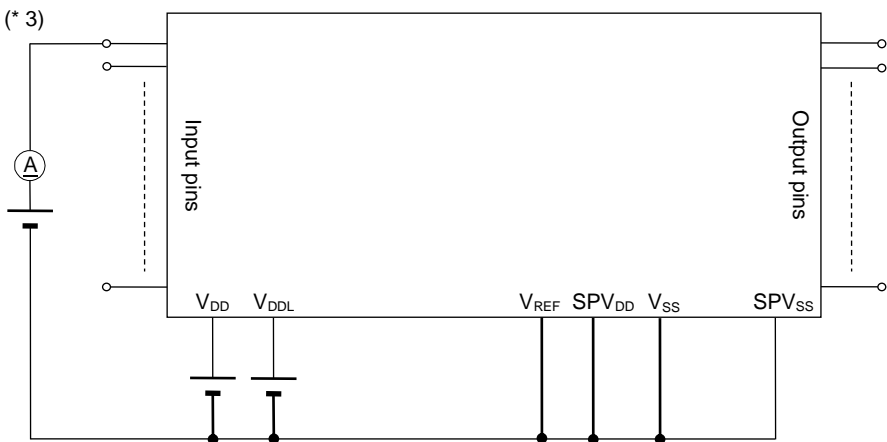 (* 3)
A
Input pins
Output pins
VDD VDDL VREF SPVDD VSS SPVSS